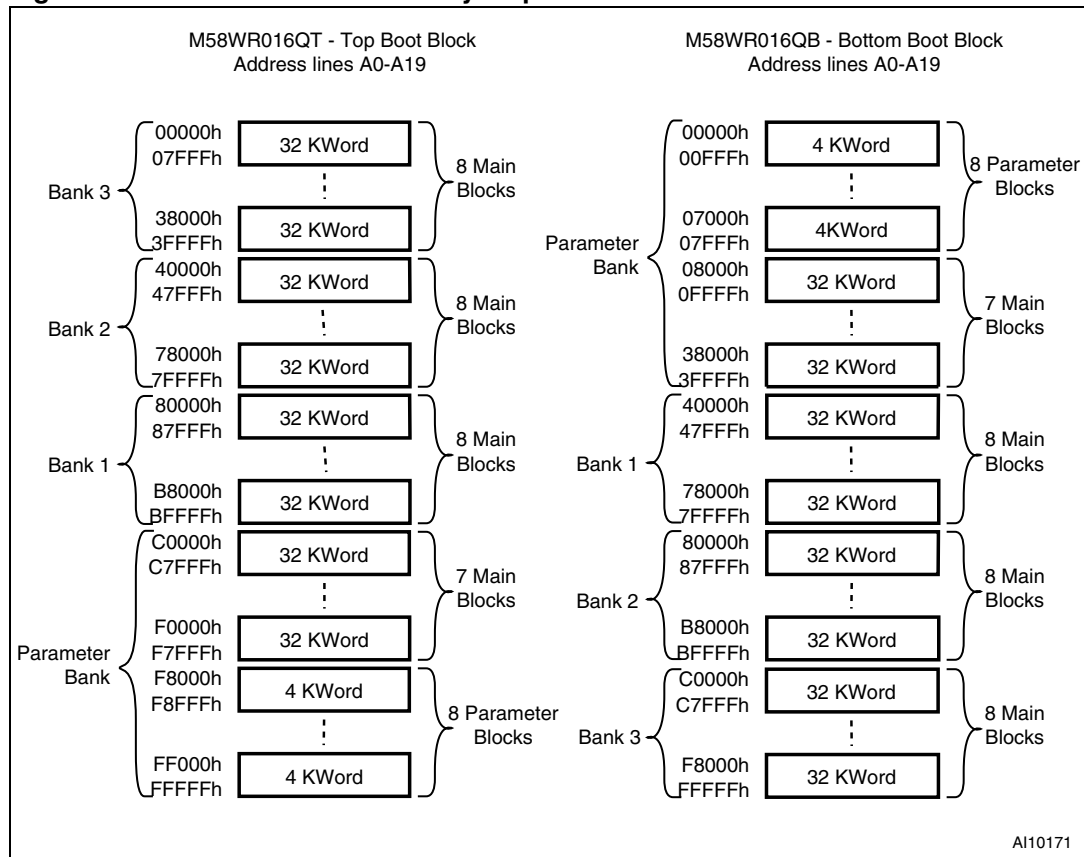 M58WR016QT - Top Boot Block
Address lines A0-A19
Bank 3
00000h
07FFFh
32 KWord
38000h
3FFFFh
32 KWord
8 Main
Blocks
Bank 2
40000h
47FFFh
32 KWord
78000h
7FFFFh
32 KWord
8 Main
Blocks
Bank 1
80000h
87FFFh
32 KWord
B8000h
BFFFFh
32 KWord
8 Main
Blocks
Parameter
Bank
C0000h
C7FFFh
32 KWord
F0000h
F7FFFh
32 KWord
7 Main
Blocks
F8000h
F8FFFh
4 KWord
FF000h
FFFFFh
4 KWord
8 Parameter
Blocks
M58WR016QB - Bottom Boot Block
Address lines A0-A19
Parameter
Bank
00000h
00FFFh
4 KWord
07000h
07FFFh
4KWord
8 Parameter
Blocks
08000h
0FFFFh
32 KWord
38000h
3FFFFh
32 KWord
7 Main
Blocks
Bank 1
40000h
47FFFh
32 KWord
78000h
7FFFFh
32 KWord
8 Main
Blocks
Bank 2
80000h
87FFFh
32 KWord
B8000h
BFFFFh
32 KWord
8 Main
Blocks
Bank 3
C0000h
C7FFFh
32 KWord
F8000h
FFFFFh
32 KWord
8 Main
Blocks
AI10171